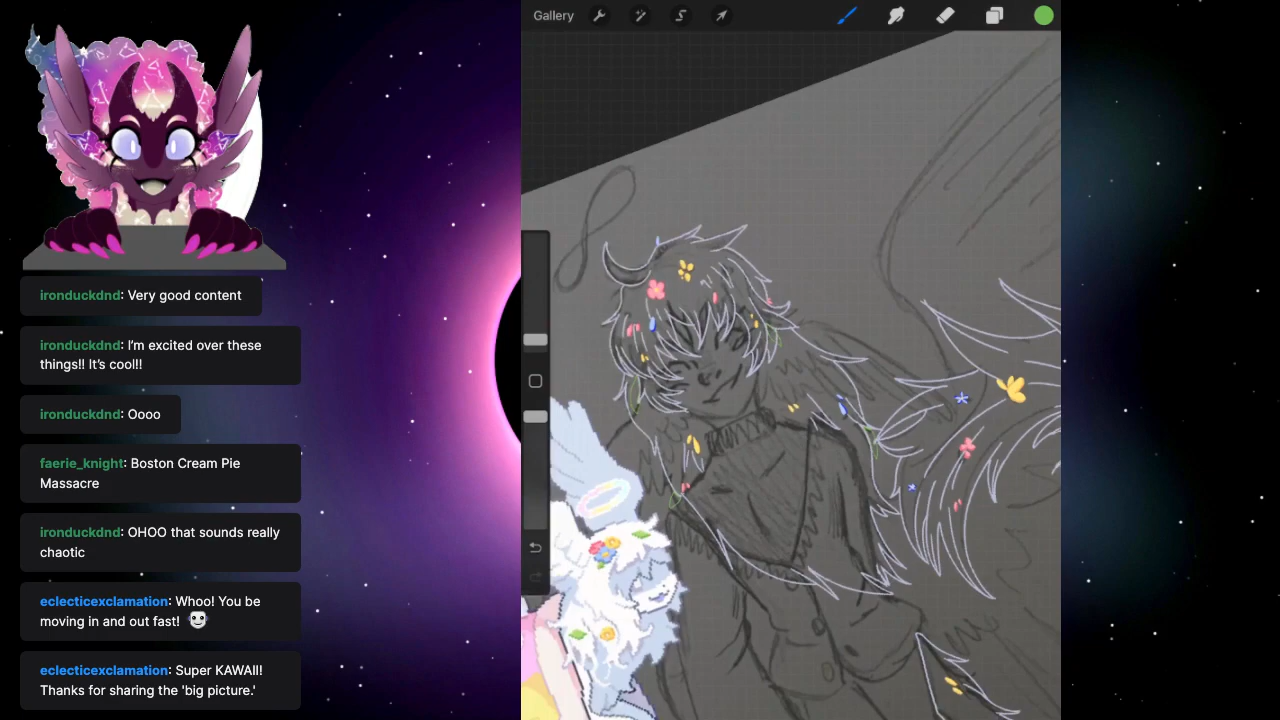 Gallery
ironduckdnd: Very good content
ironduckdnd: I'm excited over these
things!! It's cool!!
ironduckdnd: Oooo
faerie_knight: Boston Cream Pie
Massacre
ironduckdnd: OHOO that sounds really
chaotic
eclecticexclamation: Whoo! You be
moving in and out fast!
eclecticexclamation: Super KAWAII!
Thanks for sharing the 'big picture.'